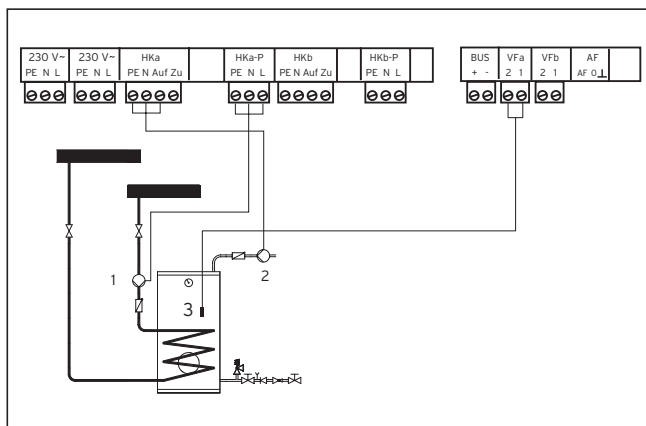 230 V~ 230 V~ HKa HKa-P HKb HKb-P BUS VFa VFb AF
PE N L PE N L PE N Auf Zu PE N L PE N Auf Zu PE N L + - 2 1 2 1 AF 0⊥
1
2
3